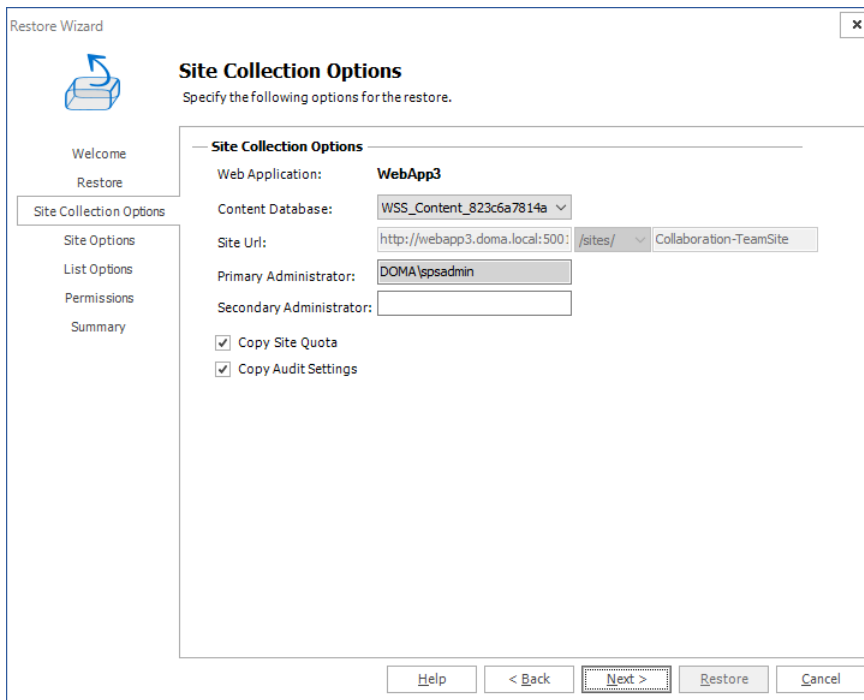 Restore Wizard
Site Collection Options
Specify the following options for the restore.
Welcome
Restore
Site Collection Options
Site Options
List Options
Permissions
Summary
Site Collection Options
Web Application: WebApp3
Content Database: WSS_Content_823c6a7814a
Site Url: http://webapp3.doma.local:5001 /sites/ Collaboration-TeamSite
Primary Administrator: DOMA\spsadmin
Secondary Administrator:
Copy Site Quota
Copy Audit Settings
Help < Back Next > Restore Cancel